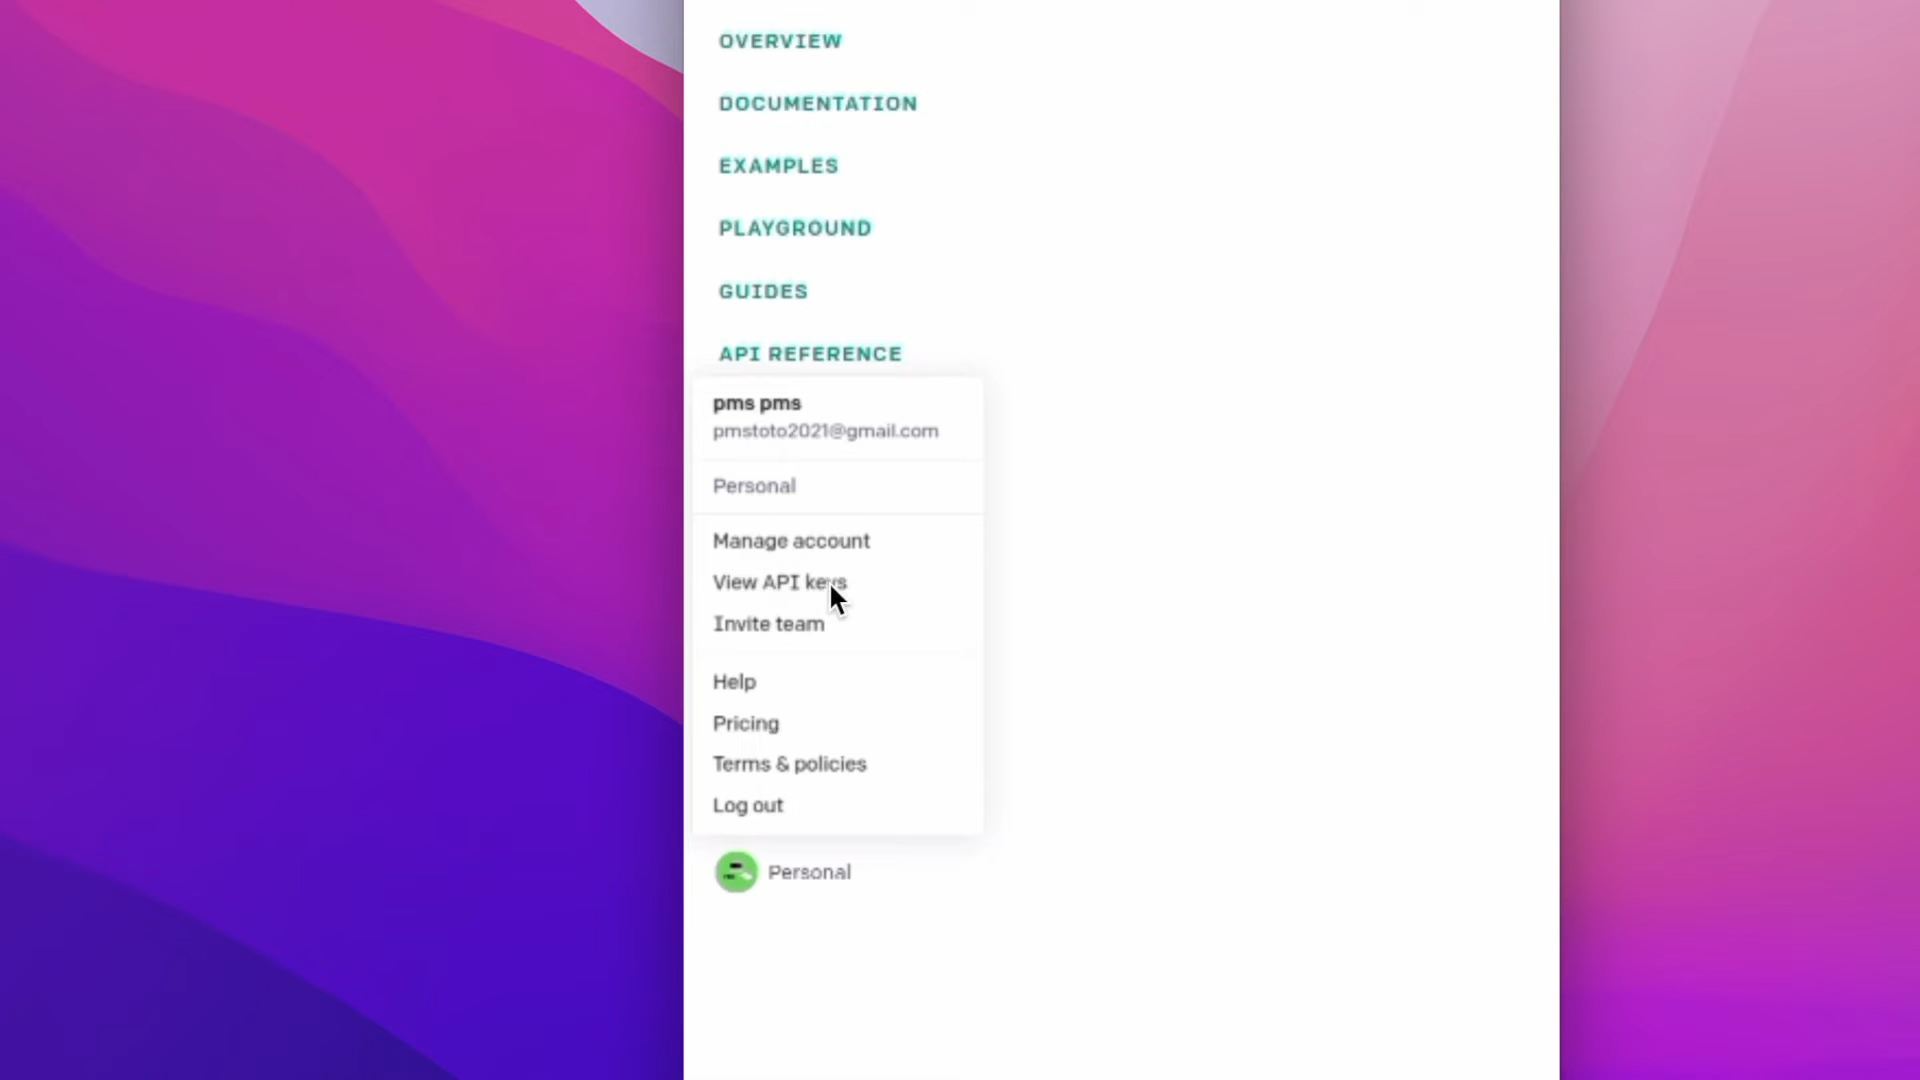 OVERVIEW
DOCUMENTATION
EXAMPLES
PLAYGROUND
GUIDES
API REFERENCE
pms pms
pmstoto2021@gmail.com
Personal
Manage account
View API keys
Invite team
Help
Pricing
Terms & policies
Log out
Personal